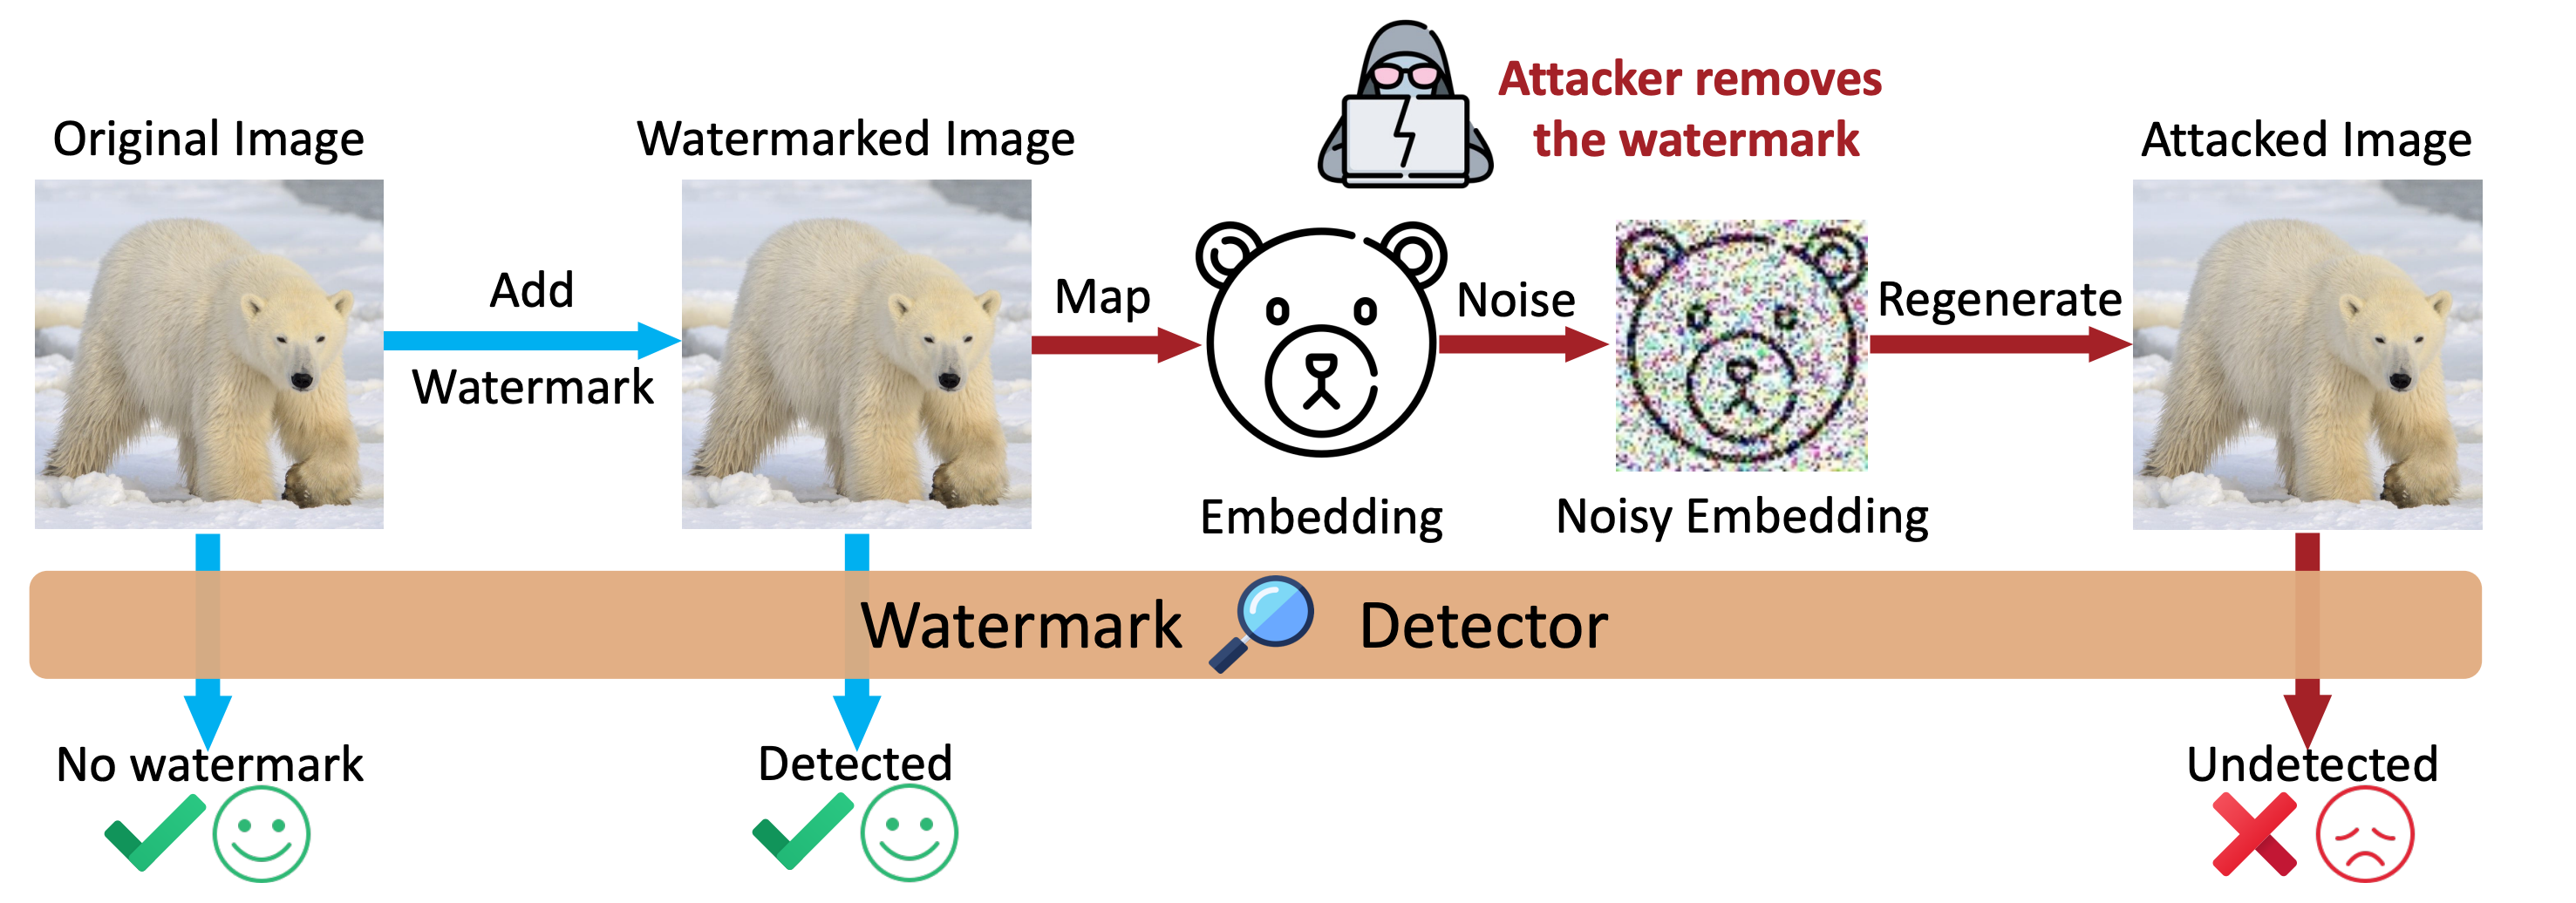 Attacker removes
the watermark
Original Image
Watermarked Image
Attacked Image
Add
Watermark
Map
Noise
Regenerate
Embedding
Noisy Embedding
Watermark Detector
No watermark
Detected
Undetected